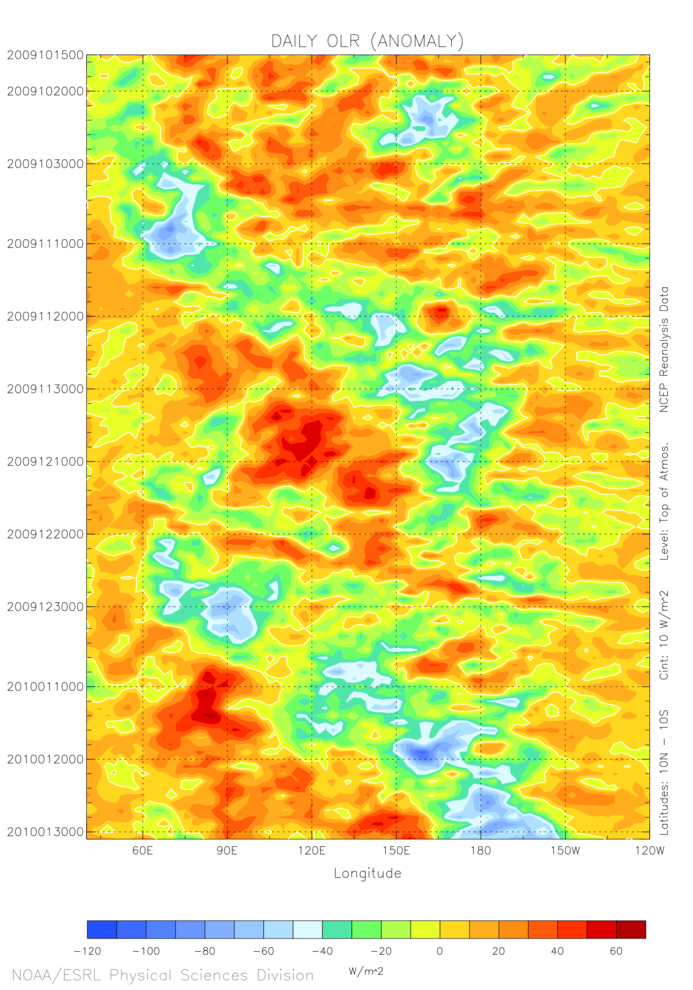 DAILY OLR (ANOMALY)
2009101500
2009102000
2009103000
2009111000
2009112000
2009113000
2009121000
2009122000
2009123000
2010011000
2010012000
2010013000
60E 90E 120E 150E 180 150W 120W
Longitude
Latitudes: 10N - 10S Cint: 10 W/m^2 Level: Top of Atmos. NCEP Reanalysis Data
-120 -100 -80 -60 -40 -20 0 20 40 60
W/m^2
NOAA/ESRL Physical Sciences Division